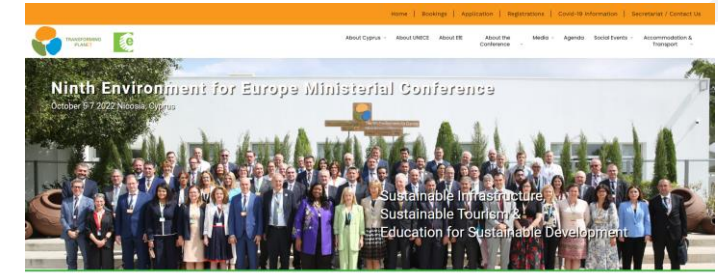 Home | Bookings | Application | Registrations | Covid-19 Information | Secretariat / Contact Us
TRANSFORMING
PLANET
About Cyprus
About UNECE
About EfE
About the
Conference
Media
Agenda
Social Events
Accommodation &
Transport
Ninth Environment for Europe Ministerial Conference
October 5-7 2022 Nicosia, Cyprus
Sustainable Infrastructure,
Sustainable Tourism &
Education for Sustainable Development